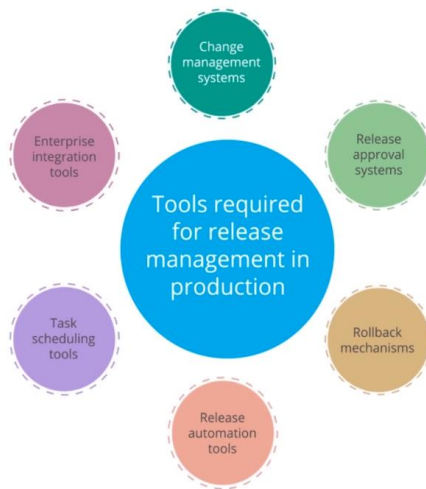 Change
management
systems
Release
approval
systems
Rollback
mechanisms
Release
automation
tools
Task
scheduling
tools
Enterprise
integration
tools
Tools required
for release
management in
production